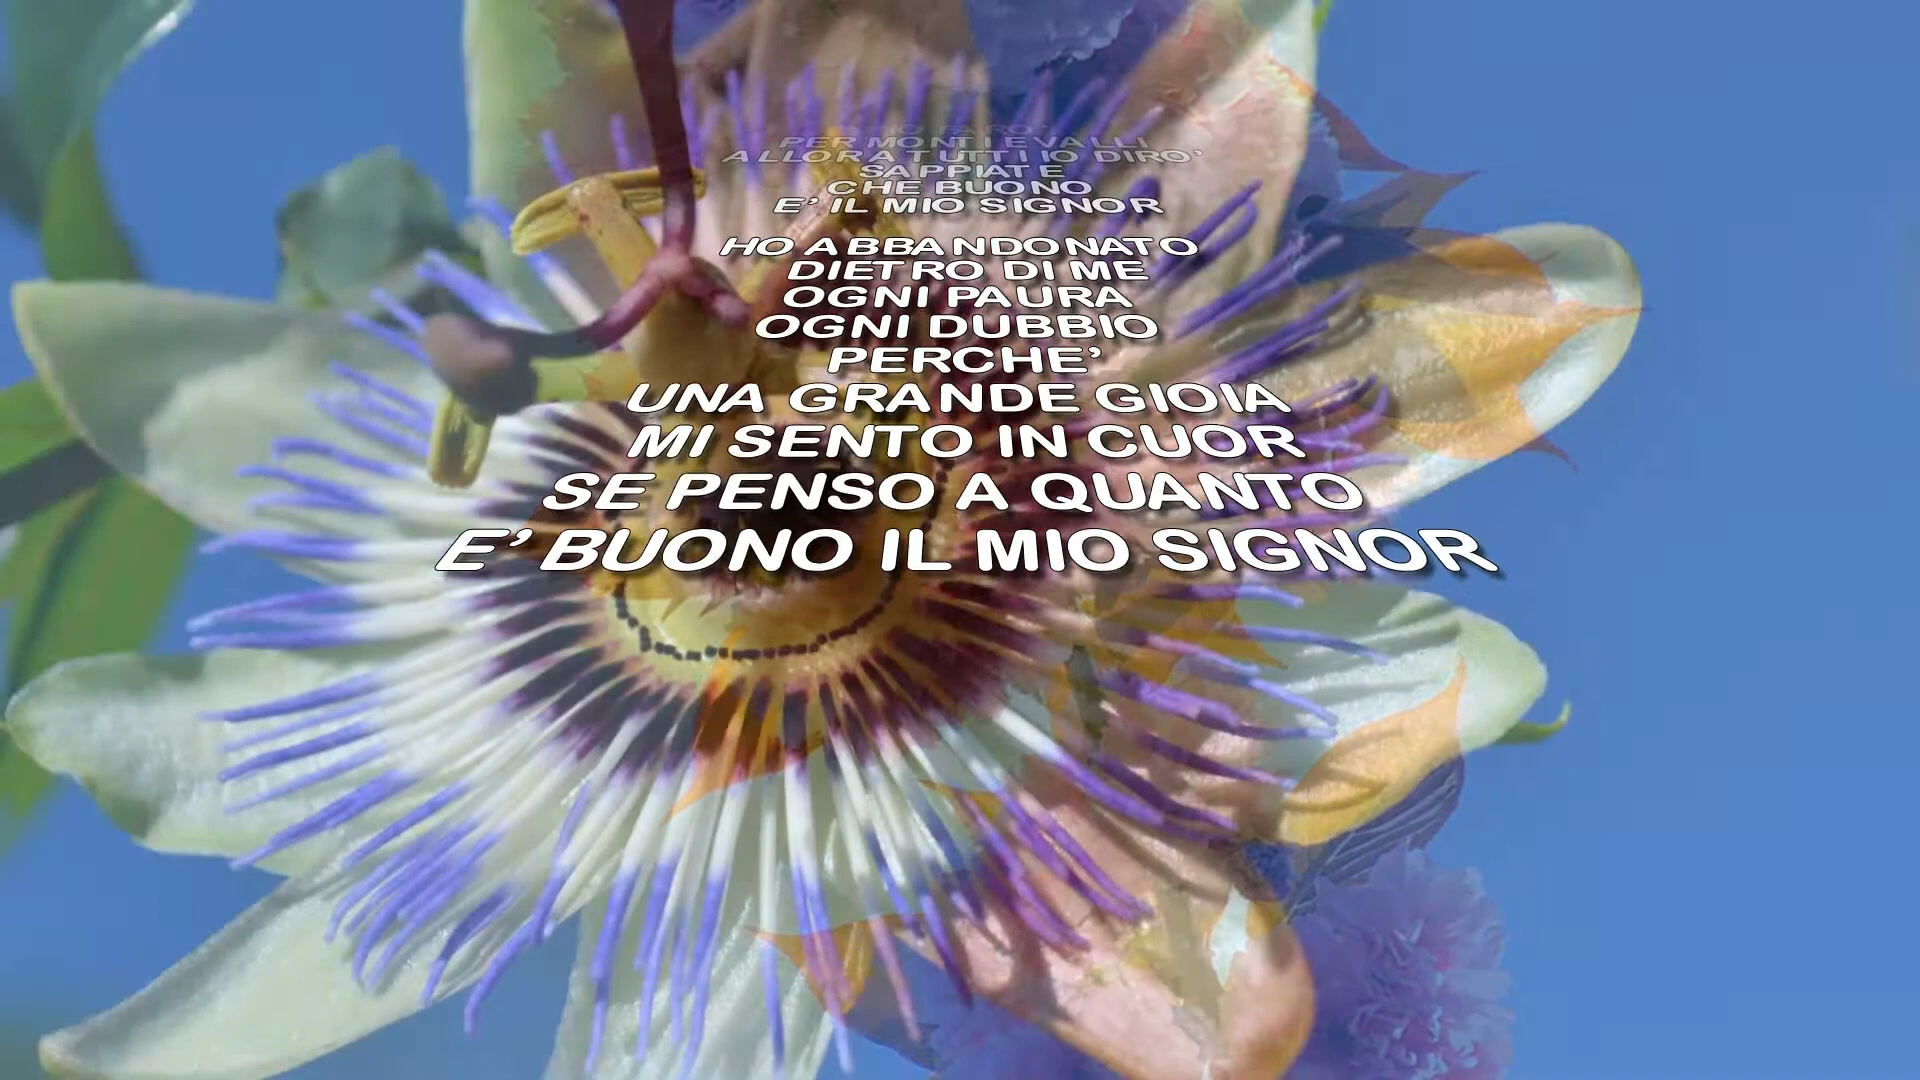 PER MONTI E VALLI
ALLORA TUTTI IO DIRO'
SAPPIATE
CHE BUONO
E' IL MIO SIGNOR
HO ABBANDONATO
DIETRO DI ME
OGNI PAURA
OGNI DUBBIO
PERCHE'
UNA GRANDE GIOIA
MI SENTO IN CUOR
SE PENSO A QUANTO
E' BUONO IL MIO SIGNOR